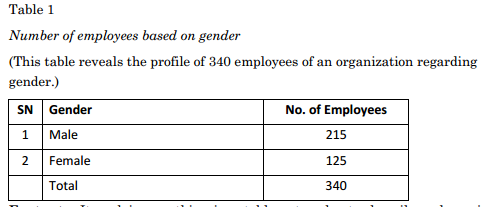 Table 1
Number of employees based on gender
(This table reveals the profile of 340 employees of an organization regarding
gender.)
SN Gender No. of Employees
1 Male 215
2 Female 125
Total 340